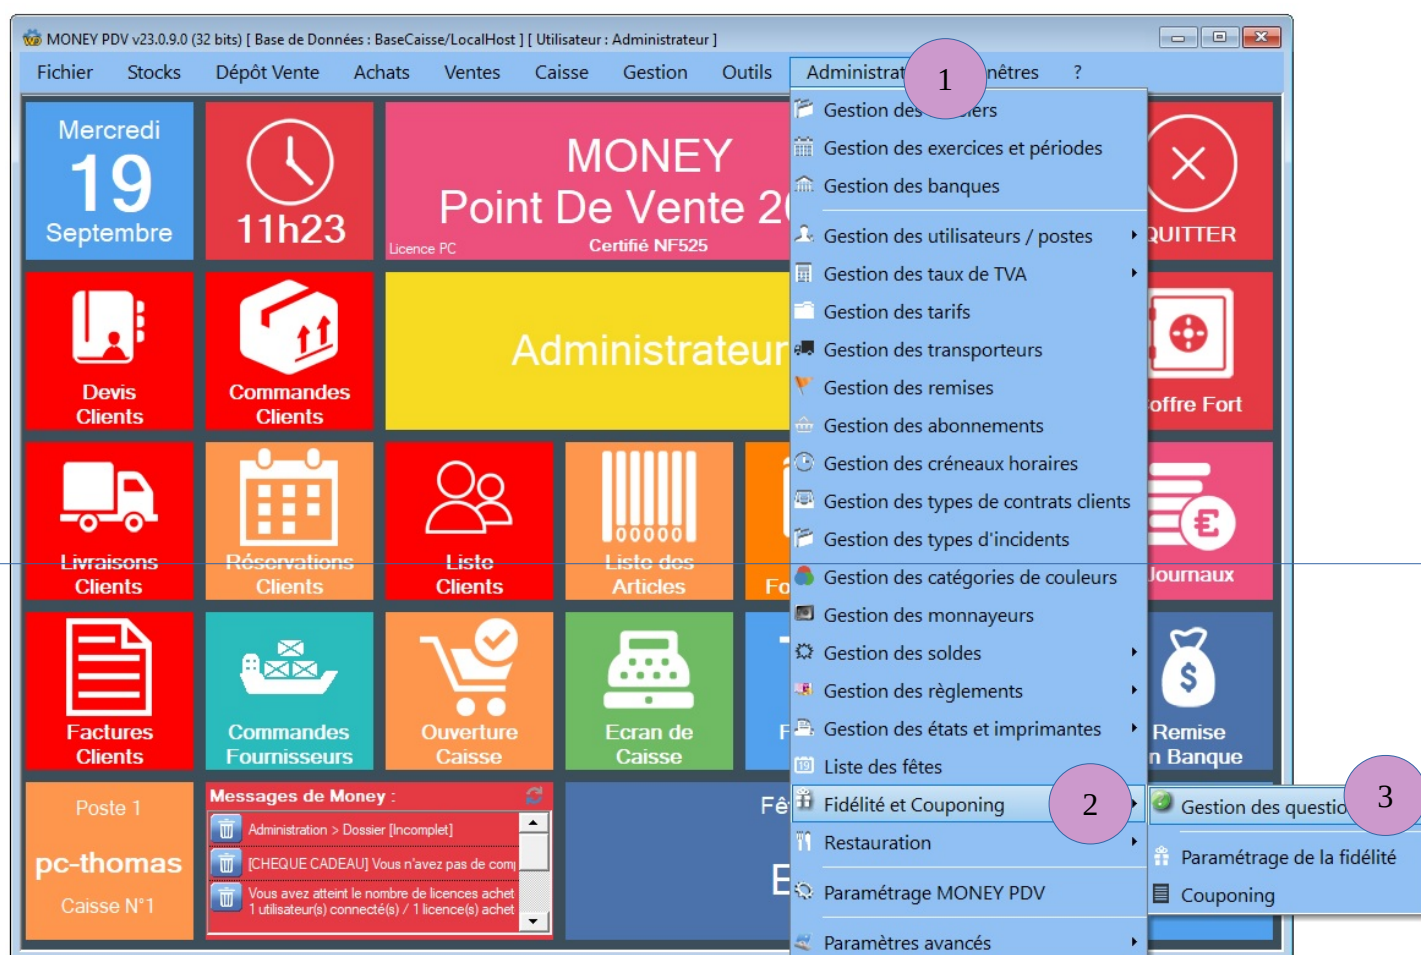 MONEY PDV v23.0.9.0 (32 bits) [ Base de Données : BaseCaisse/LocalHost ] [ Utilisateur : Administrateur ]
Fichier Stocks Dépôt Vente Achats Ventes Caisse Gestion Outils Administrat nêtres ?
1
Mercredi
19
Septembre
11h23
MONEY
Point De Vente 20
Licence PC
Certifié NF525
QUITTER
Devis
Clients
Commandes
Clients
Administrateur
offre Fort
Livraisons
Clients
Réservations
Clients
Liste
Clients
00000
Liste des
Articles
Fo
Journaux
Factures
Clients
Commandes
Fournisseurs
Ouverture
Caisse
Ecran de
Caisse
F
Remise
n Banque
Poste 1
pc-thomas
Caisse N°1
Messages de Money :
Administration > Dossier [Incomplet]
[CHEQUE CADEAU] Vous n'avez pas de comp
Vous avez atteint le nombre de licences achet
1 utilisateur(s) connecté(s) / 1 licence(s) achet
Fê
E
Gestion des iers
Gestion des exercices et périodes
Gestion des banques
Gestion des utilisateurs / postes
Gestion des taux de TVA
Gestion des tarifs
Gestion des transporteurs
Gestion des remises
Gestion des abonnements
Gestion des créneaux horaires
Gestion des types de contrats clients
Gestion des types d'incidents
Gestion des catégories de couleurs
Gestion des monnayeurs
Gestion des soldes
Gestion des règlements
Gestion des états et imprimantes
19 Liste des fêtes
Fidélité et Couponing
2
Restauration
Paramétrage MONEY PDV
Paramètres avancés
Gestion des questio
3
Paramétrage de la fidélité
Couponing